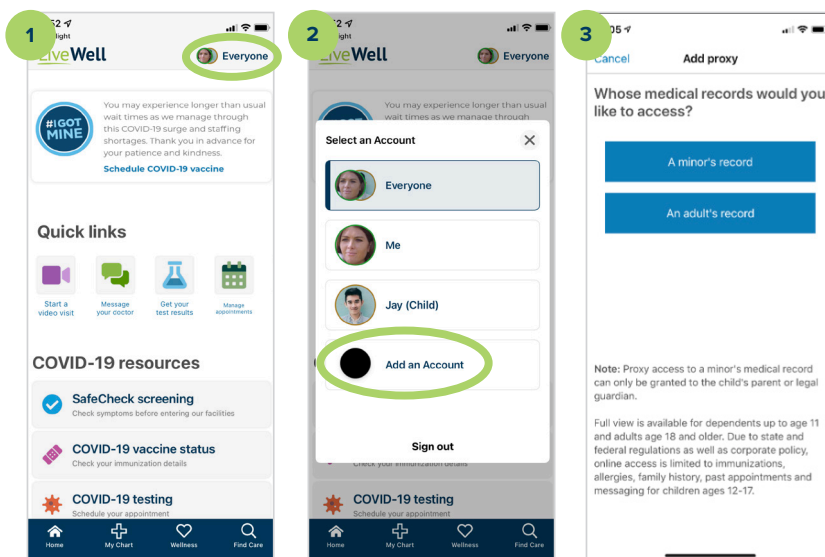 1
52
light
LiveWell
Everyone
#IGOT
MINE
You may experience longer than usual
wait times as we manage through
this COVID-19 surge and staffing
shortages. Thank you in advance for
your patience and kindness.
Schedule COVID-19 vaccine
Quick links
Start a
video visit
Message
your doctor
Get your
test results
Manage
appointments
COVID-19 resources
SafeCheck screening
Check symptoms before entering our facilities
COVID-19 vaccine status
Check your immunization details
COVID-19 testing
Schedule your appointment
Home
My Chart
Wellness
Find Care
2
:2
ight
LiveWell
Everyone
You may experience longer than usual
wait times as we manage through
Select an Account
Everyone
Me
Jay (Child)
Add an Account
Sign out
Check your immunization details
COVID-19 testing
Schedule your appointment
Home
My Chart
Wellness
Find Care
3
05
Cancel
Add proxy
Whose medical records would you
like to access?
A minor's record
An adult's record
Note: Proxy access to a minor's medical record
can only be granted to the child's parent or legal
guardian.
Full view is available for dependents up to age 11
and adults age 18 and older. Due to state and
federal regulations as well as corporate policy,
online access is limited to immunizations,
allergies, family history, past appointments and
messaging for children ages 12-17.